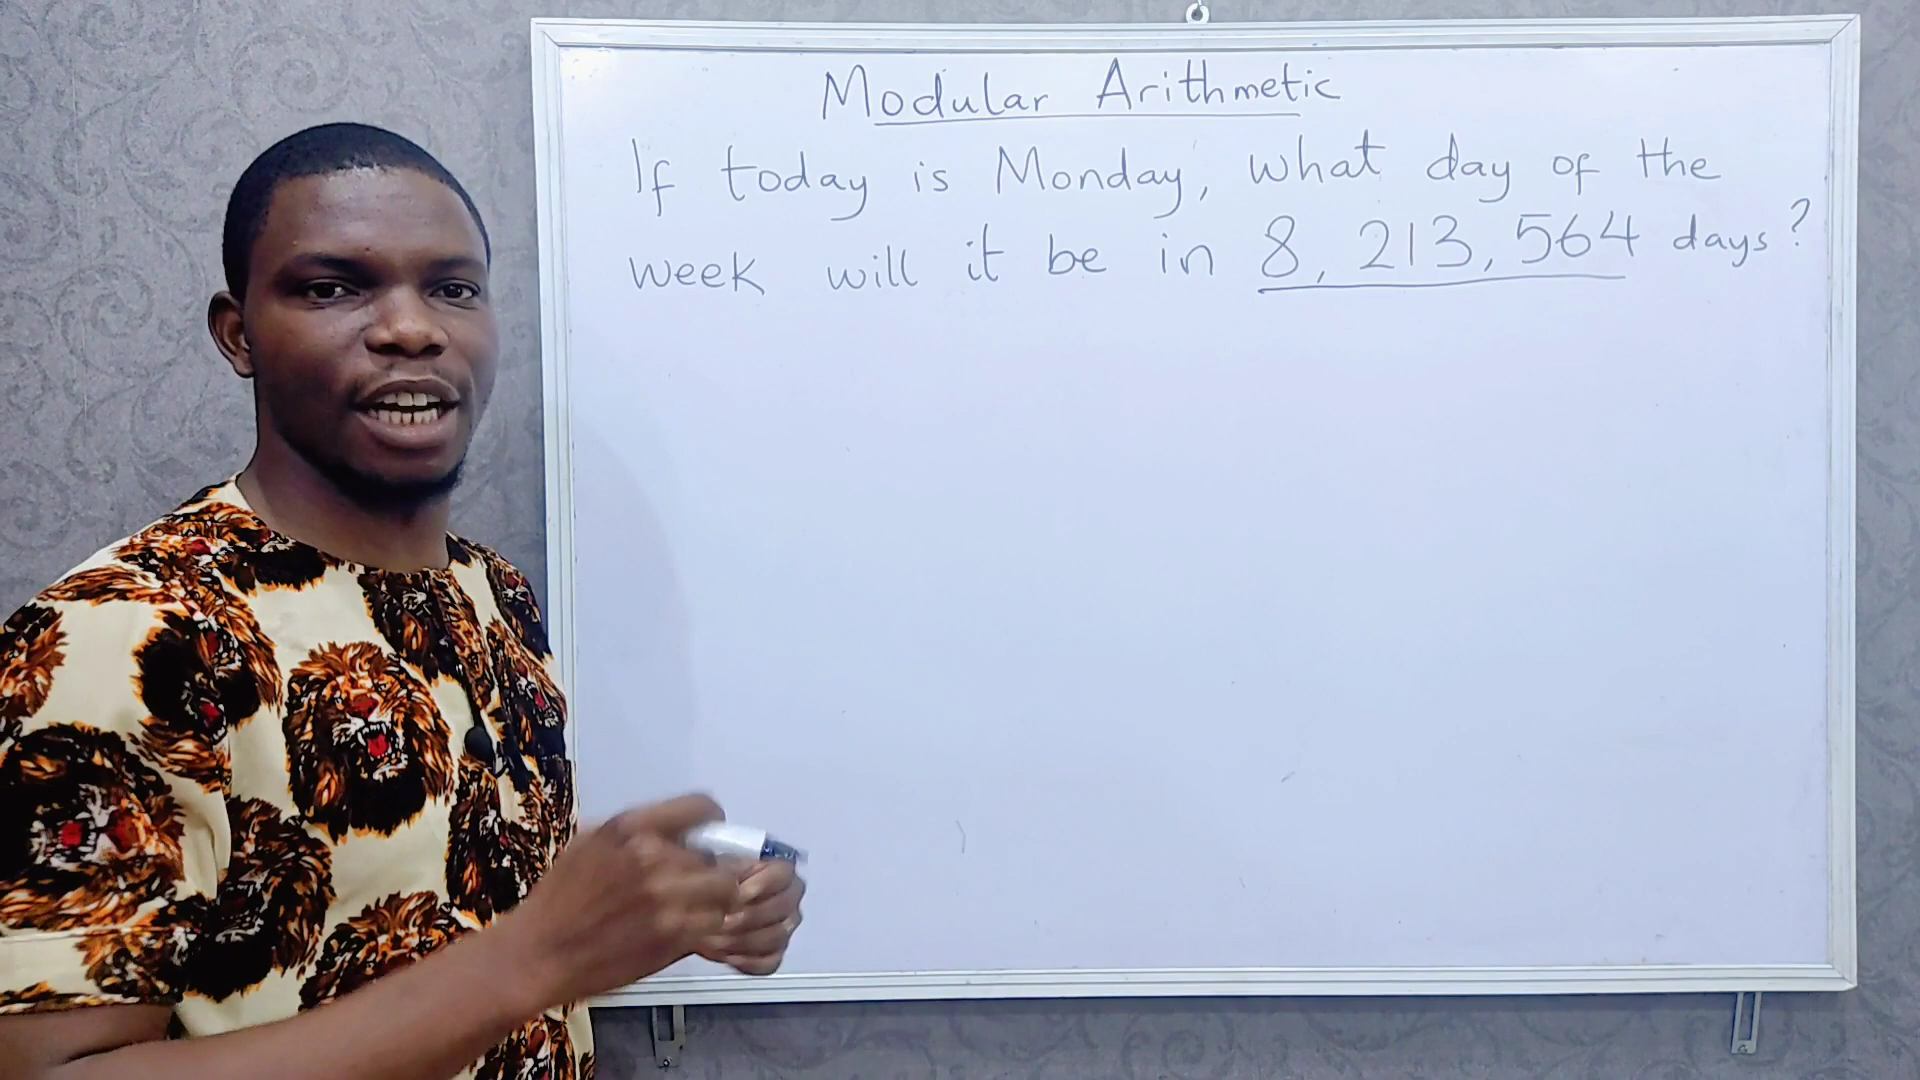 Modular Arithmetic
If today is Monday, what day of the
week will it be in 8, 213, 564 days?